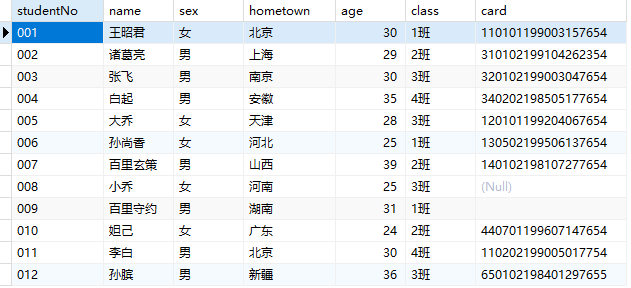 studentNo name sex hometown age class card
001 王昭君 女 北京 30 1班 110101199003157654
002 诸葛亮 男 上海 29 2班 310102199104262354
003 张飞 男 南京 30 3班 320102199003047654
004 白起 男 安徽 35 4班 340202198505177654
005 大乔 女 天津 28 3班 120101199204067654
006 孙尚香 女 河北 25 1班 130502199506137654
007 百里玄策 男 山西 39 2班 140102198107277654
008 小乔 女 河南 25 3班 (Null)
009 百里守约 男 湖南 31 1班
010 妲己 女 广东 24 2班 440701199607147654
011 李白 男 北京 30 4班 110202199005017754
012 孙膑 男 新疆 36 3班 650102198401297655